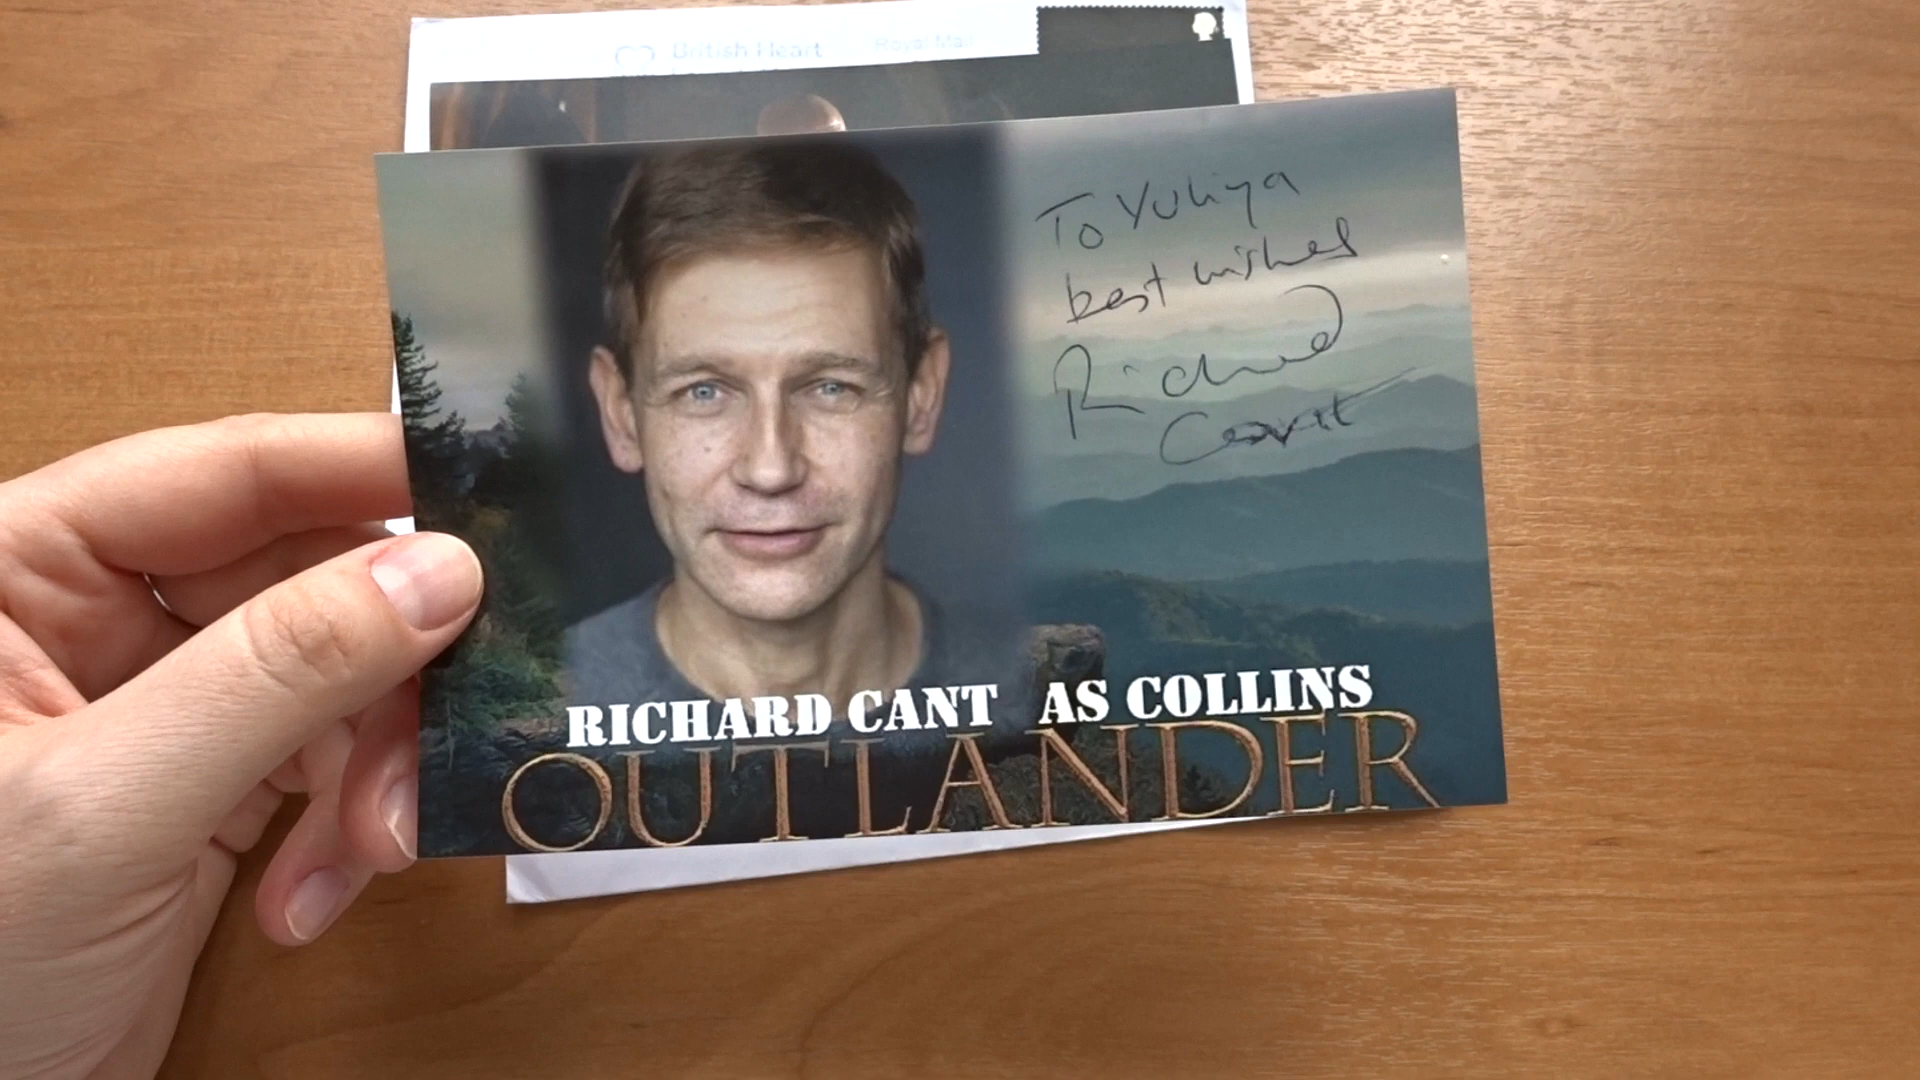 British Heart
Royal Mail
To Yuliya
best wishes
Richard
Cant
RICHARD CANT AS COLLINS
OUTLANDER